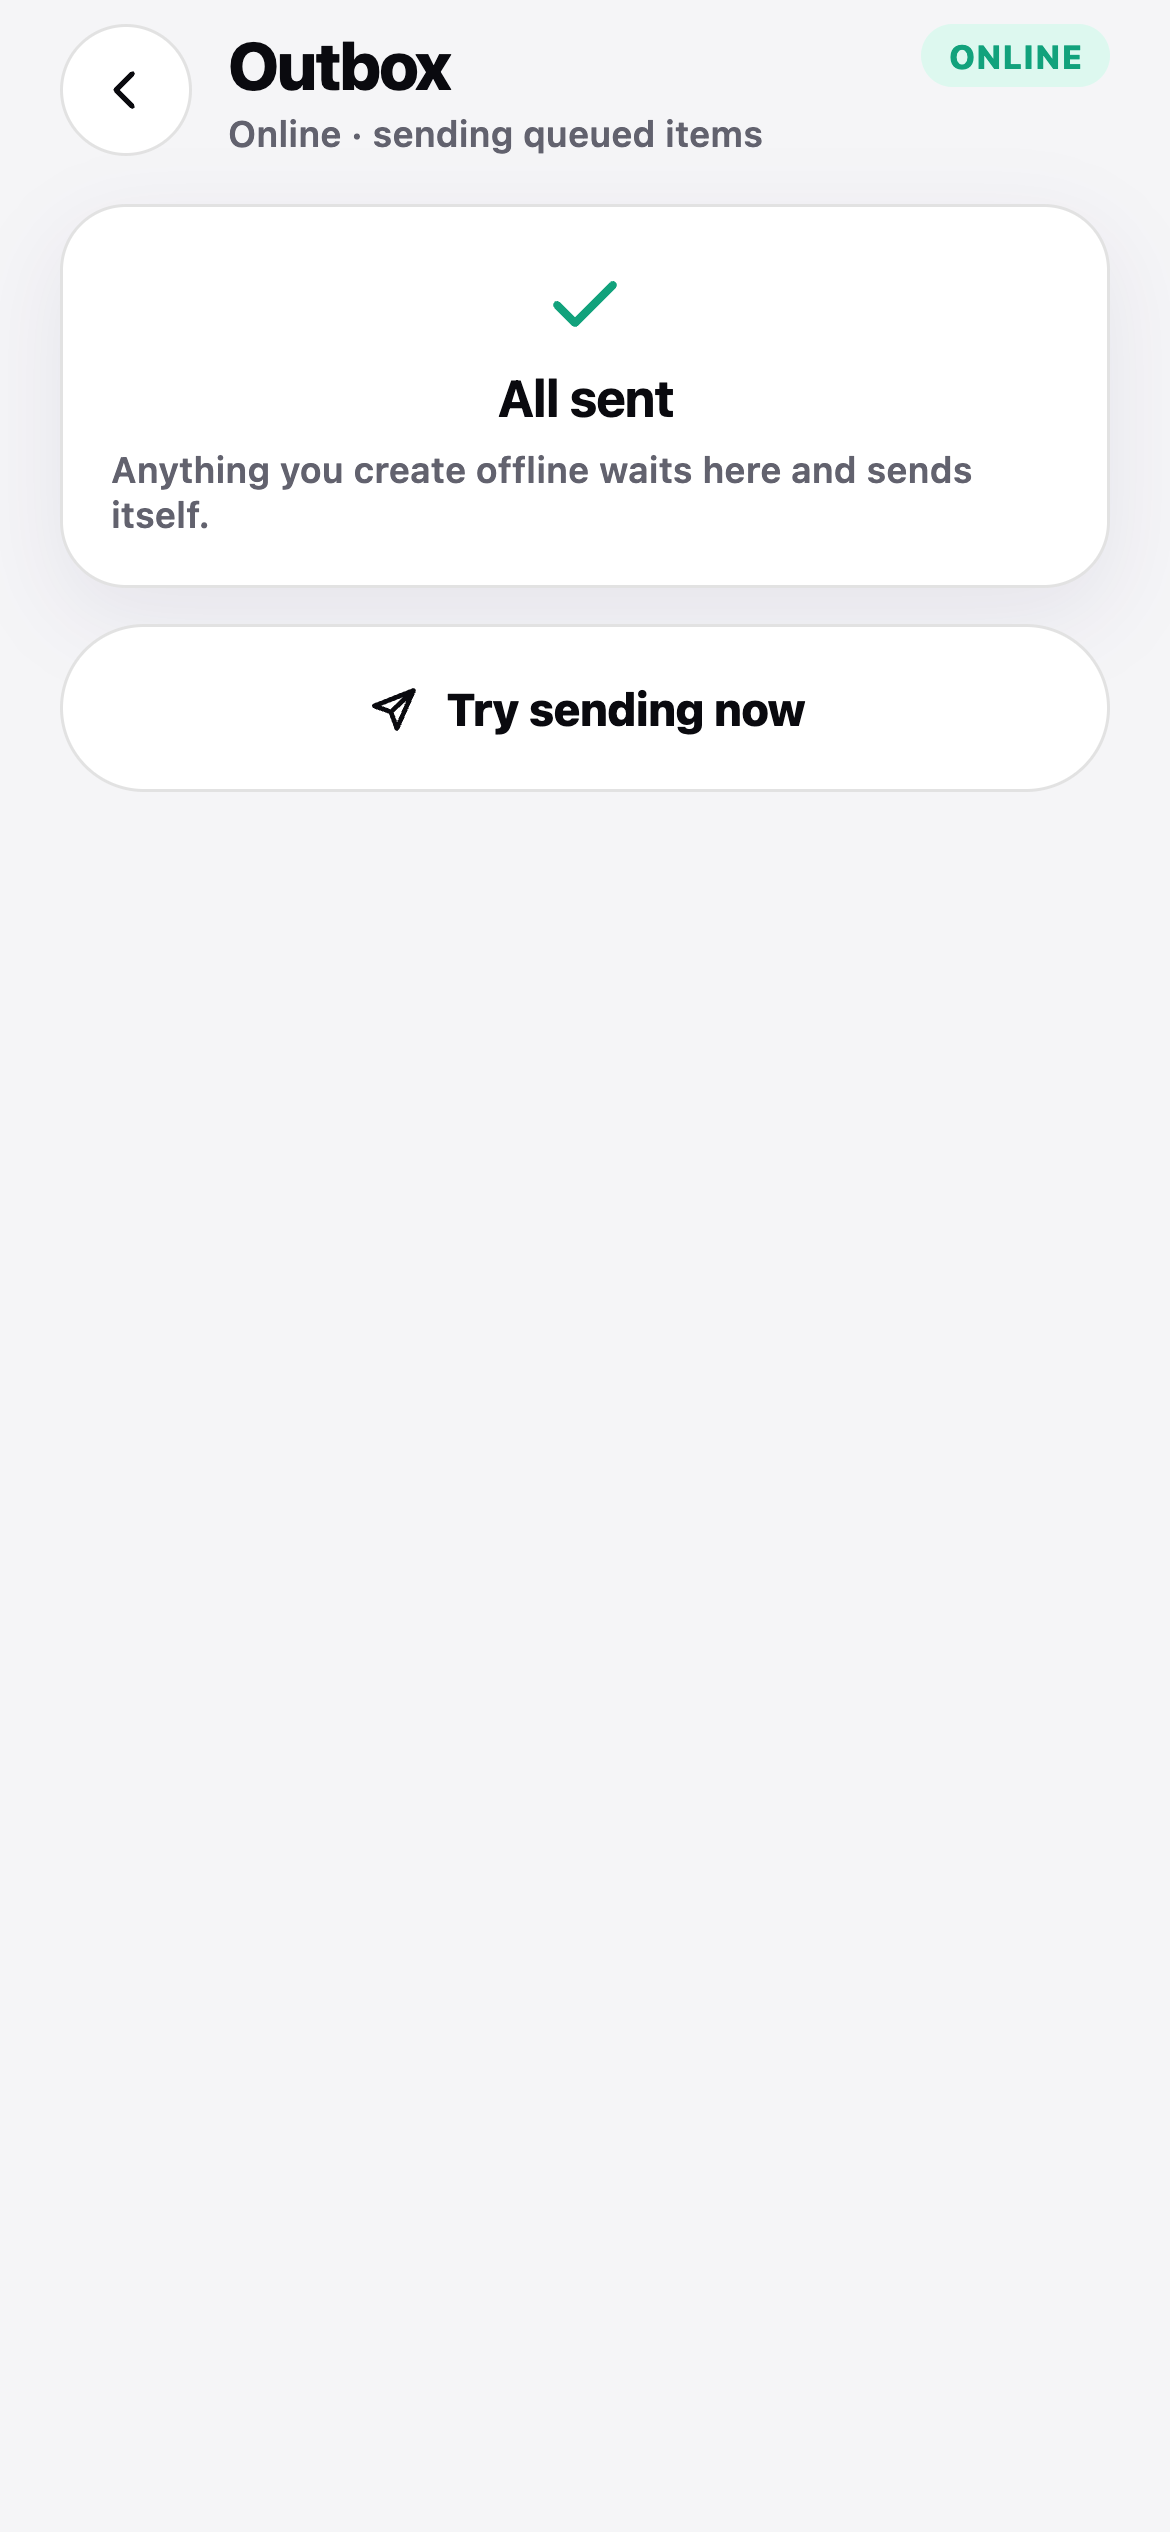 Outbox
ONLINE
Online · sending queued items
All sent
Anything you create offline waits here and sends
itself.
Try sending now